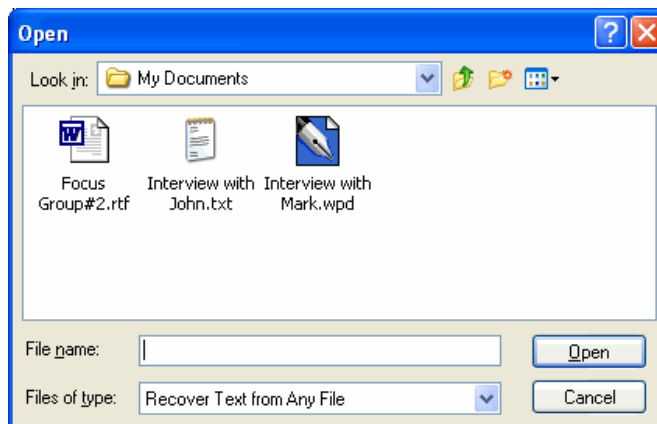 Open
Look in: My Documents
Focus
Group#2.rtf
Interview with
John.txt
Interview with
Mark.wpd
File name:
Open
Files of type: Recover Text from Any File
Cancel